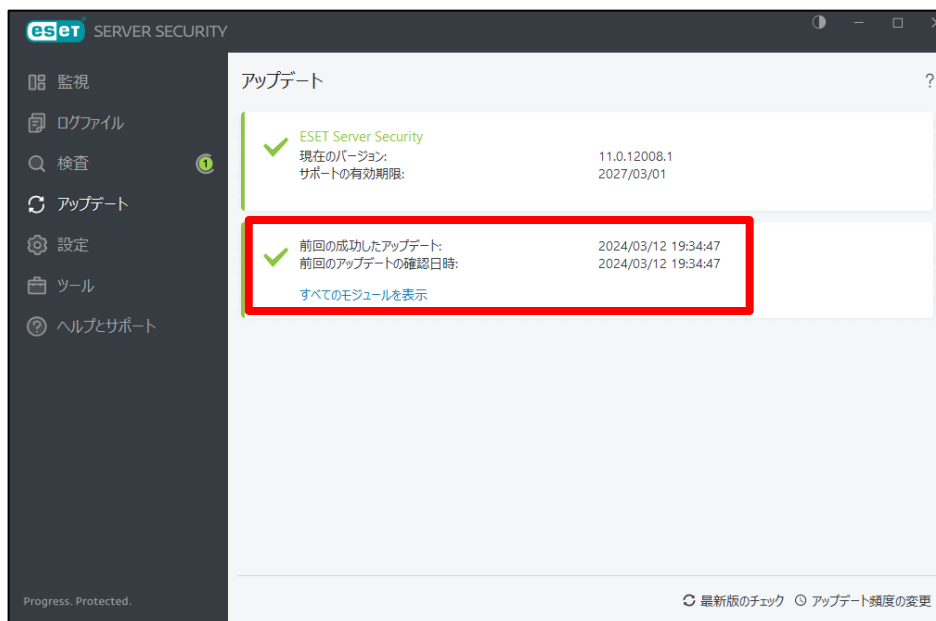 eset SERVER SECURITY
監視
ログファイル
検査 1
アップデート
設定
ツール
ヘルプとサポート
Progress. Protected.
アップデート ?
ESET Server Security
現在のバージョン: 11.0.12008.1
サポートの有効期限: 2027/03/01
前回の成功したアップデート: 2024/03/12 19:34:47
前回のアップデートの確認日時: 2024/03/12 19:34:47
すべてのモジュールを表示
最新版のチェック アップデート頻度の変更